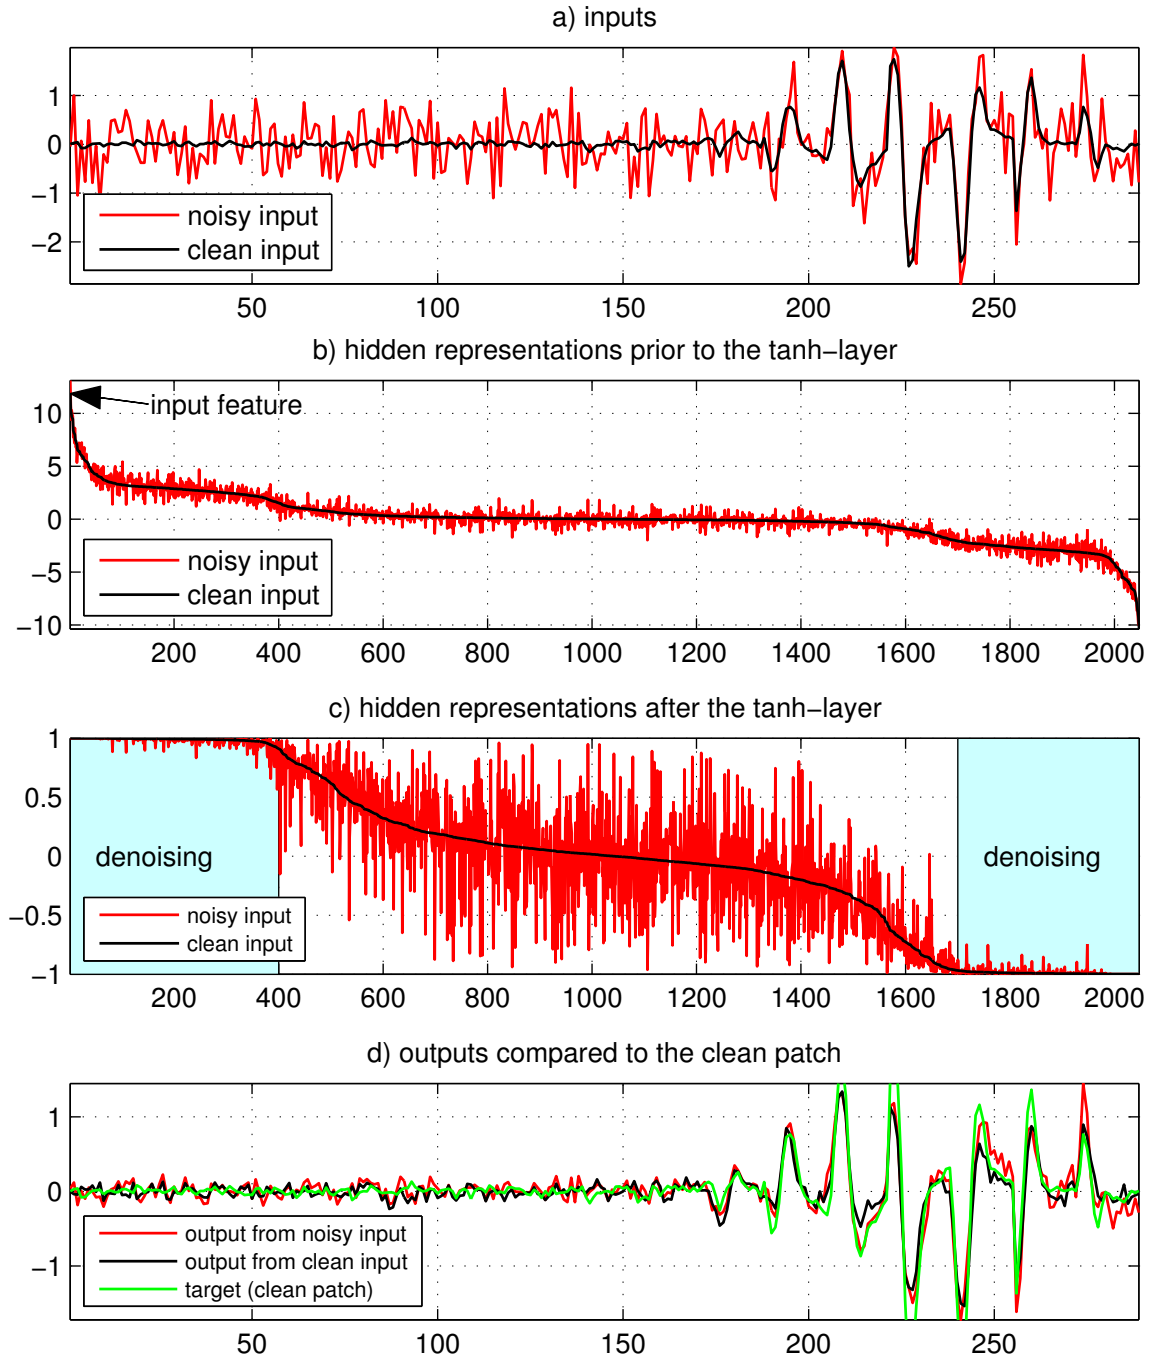 a) inputs
1
0
−1
−2
noisy input
clean input
50
100
150
200
250
b) hidden representations prior to the tanh−layer
10
5
0
−5
−10
input feature
noisy input
clean input
200
400
600
800
1000
1200
1400
1600
1800
2000
c) hidden representations after the tanh−layer
1
0.5
0
−0.5
−1
denoising
denoising
noisy input
clean input
200
400
600
800
1000
1200
1400
1600
1800
2000
d) outputs compared to the clean patch
1
0
−1
output from noisy input
output from clean input
target (clean patch)
50
100
150
200
250